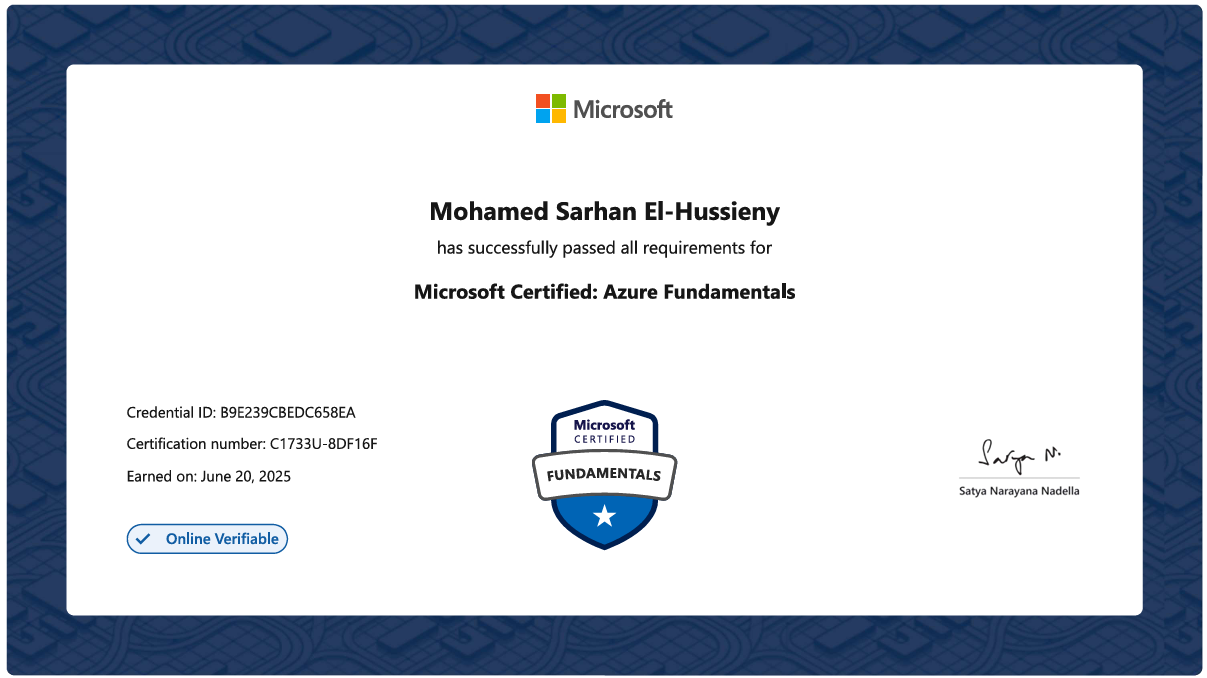 Microsoft
Mohamed Sarhan El-Hussieny
has successfully passed all requirements for
Microsoft Certified: Azure Fundamentals
Credential ID: B9E239CBEDC658EA
Certification number: C1733U-8DF16F
Earned on: June 20, 2025
Online Verifiable
Microsoft
CERTIFIED
FUNDAMENTALS
Satya N.
Satya Narayana Nadella